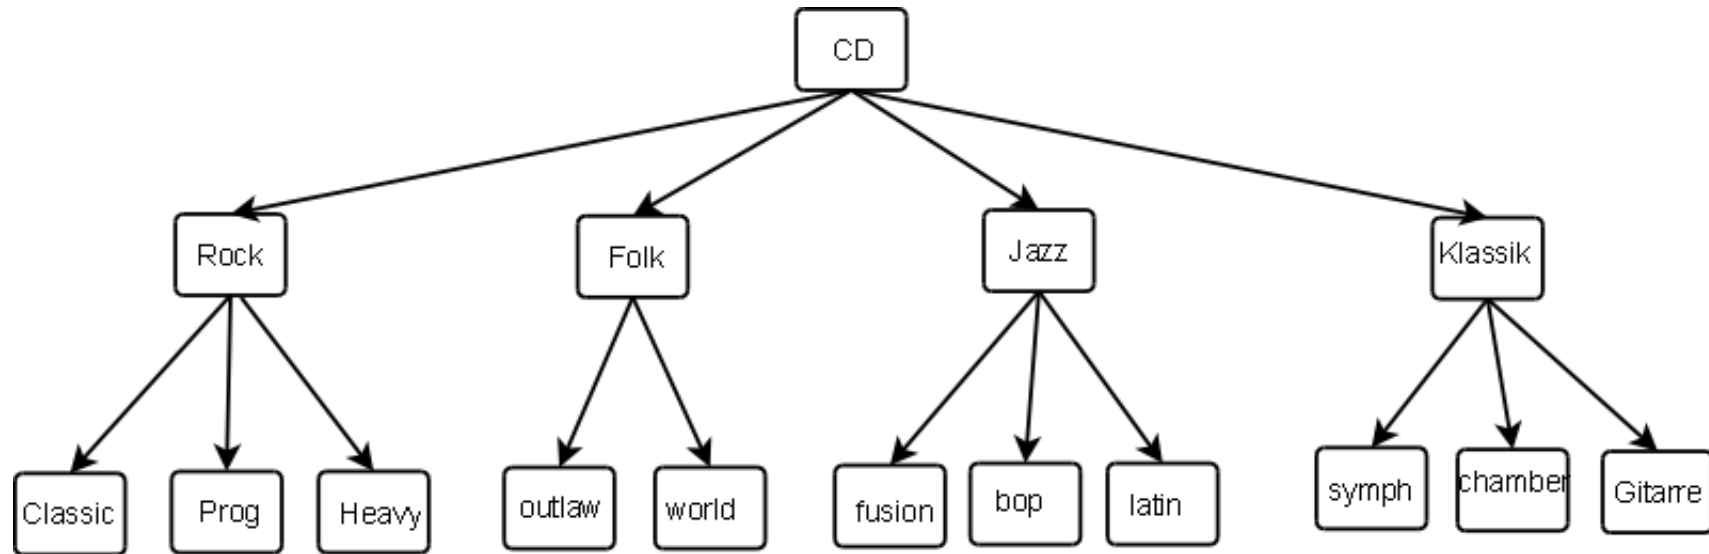 CD
Rock
Folk
Jazz
Klassik
Classic
Prog
Heavy
outlaw
world
fusion
bop
latin
symph
chamber
Gitarre